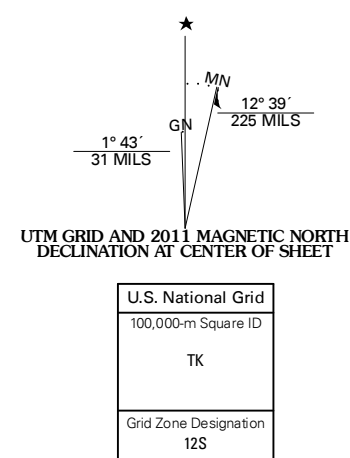 ★
MN
GN
12° 39´
225 MILS
1° 43´
31 MILS
UTM GRID AND 2011 MAGNETIC NORTH
DECLINATION AT CENTER OF SHEET
U.S. National Grid
100,000-m Square ID
TK
Grid Zone Designation
12S